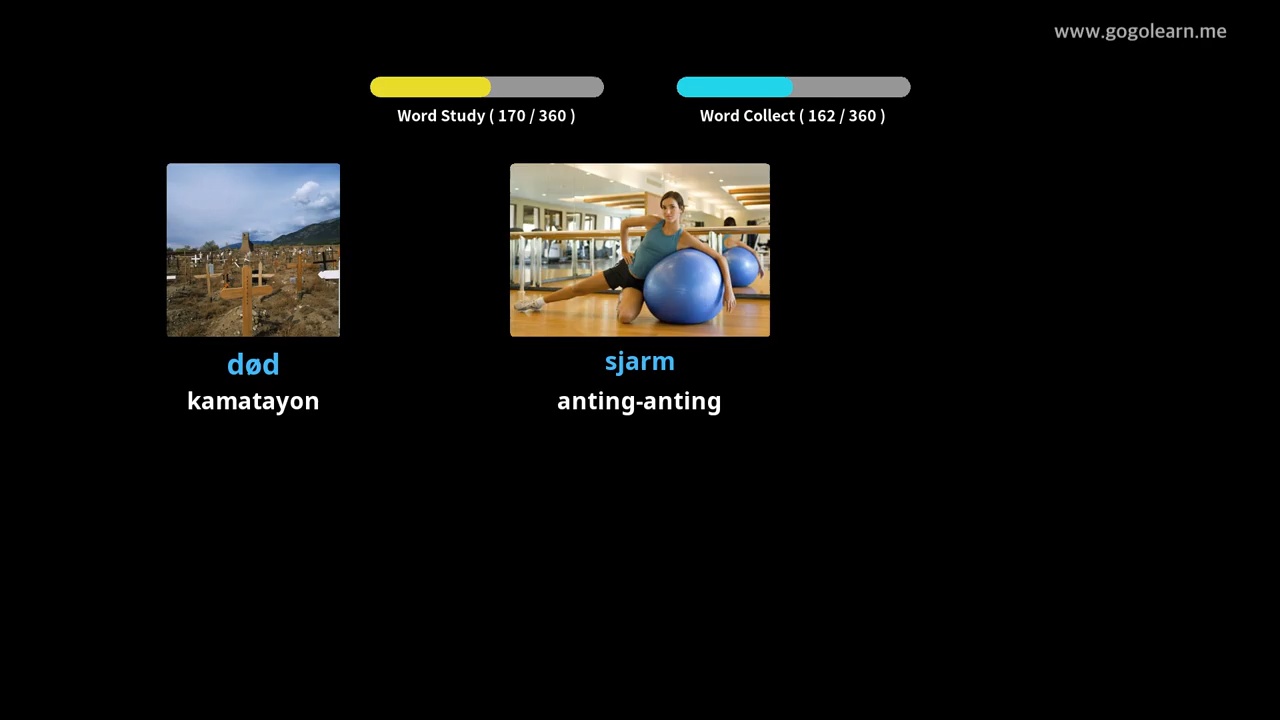 www.gogolearn.me
Word Study ( 170 / 360 )
Word Collect ( 162 / 360 )
død
kamatayon
sjarm
anting-anting